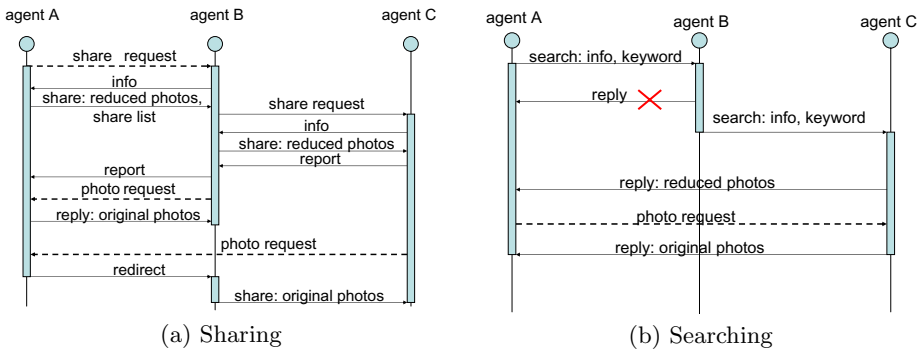 agent A
agent B
agent C
share request
info
share: reduced photos,
share list
share request
info
share: reduced photos
report
report
photo request
reply: original photos
photo request
redirect
share: original photos
(a) Sharing
agent A
agent B
agent C
search: info, keyword
reply
search: info, keyword
reply: reduced photos
photo request
reply: original photos
(b) Searching